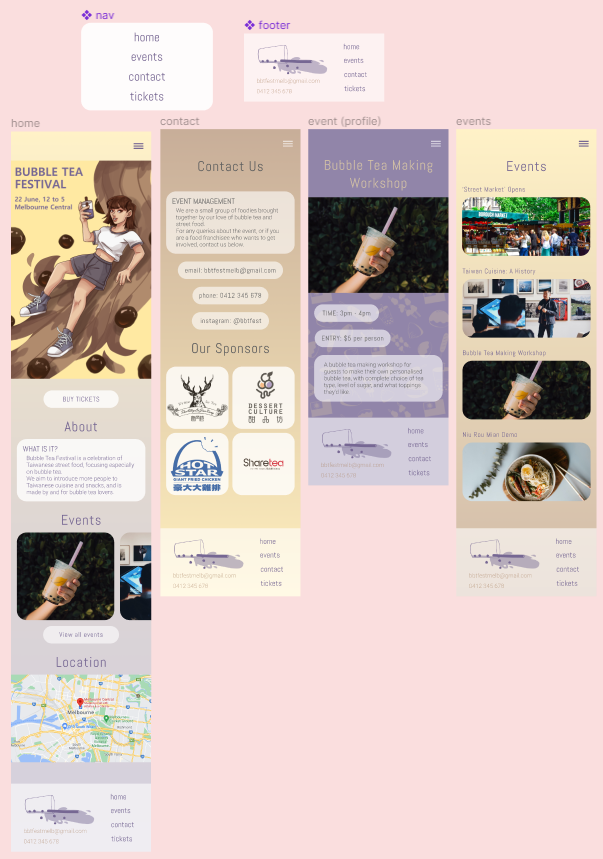 nav
home
events
contact
tickets
footer
home
events
contact
tickets
bbtfestmelb@gmail.com
0412 345 678
home
BUBBLE TEA
FESTIVAL
22 June, 12 to 5
Melbourne Central
BUY TICKETS
About
WHAT IS IT?
Bubble Tea Festival is a celebration of
Taiwanese street food, focusing especially
on bubble tea.
We aim to introduce more people to
Taiwanese cuisine and snacks, and is
made by and for bubble tea lovers.
Events
View all events
Location
Melbourne
home
events
contact
tickets
bbtfestmelb@gmail.com
0412 345 678
contact
Contact Us
EVENT MANAGEMENT
We are a small group of foodies brought
together by our love of bubble tea and
street food.
For any queries about the event, or if you
are a food franchisee who wants to get
involved, contact us below.
email: bbtfestmelb@gmail.com
phone: 0412 345 679
instagram: @bbtfest
Our Sponsors
DESSERT
CULTURE
HOT
STAR
GIANT FRIED CHICKEN
豪大大雞排
Sharetea
home
events
contact
tickets
bbtfestmelb@gmail.com
0412 345 678
event (profile)
Bubble Tea Making
Workshop
TIME: 3pm - 4pm
ENTRY: $5 per person
A bubble tea making workshop for
guests to make their own personalised
bubble tea, with complete choice of tea
type, level of sugar, and what toppings
they'd like.
home
events
contact
tickets
bbtfestmelb@gmail.com
0412 345 678
events
Events
'Street Market' Opens
BOROUGH MARKET
Taiwan Cuisine: A History
Bubble Tea Making Workshop
Niu Rou Mian Demo
home
events
contact
tickets
bbtfestmelb@gmail.com
0412 345 678